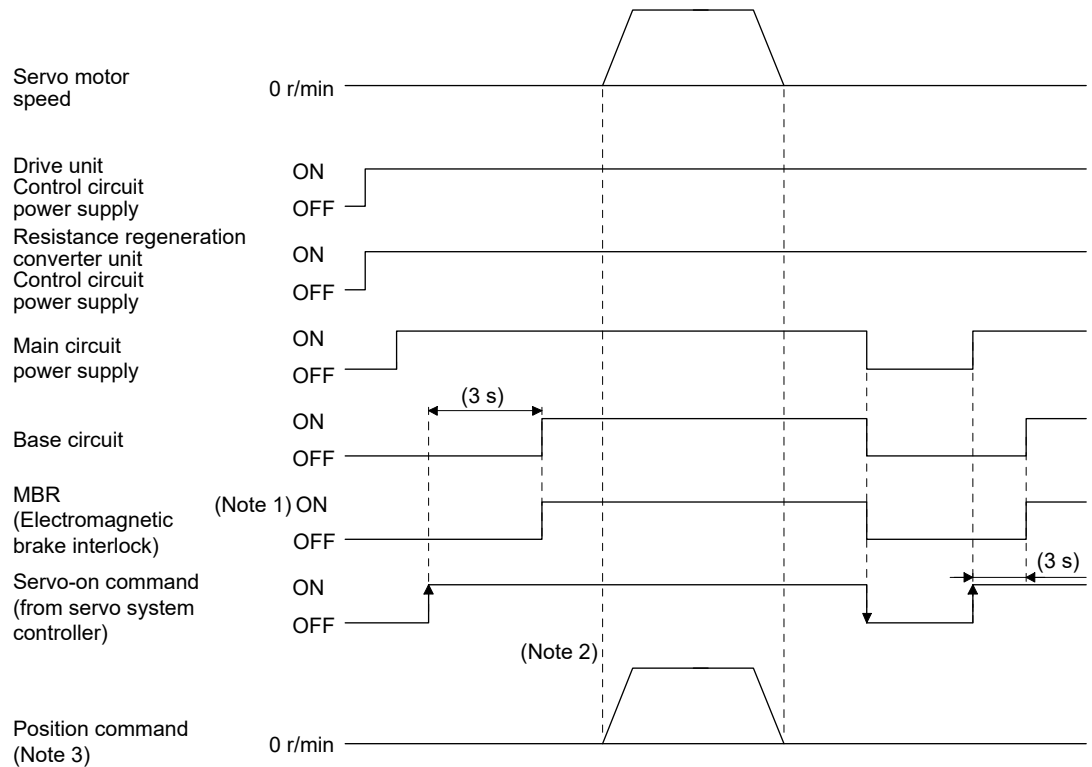 Servo motor
speed
0 r/min
Drive unit
Control circuit
power supply
ON
OFF
Resistance regeneration
converter unit
Control circuit
power supply
ON
OFF
Main circuit
power supply
ON
OFF
(3 s)
Base circuit
ON
OFF
MBR
(Electromagnetic
brake interlock)
(Note 1) ON
OFF
(3 s)
Servo-on command
(from servo system
controller)
ON
OFF
(Note 2)
Position command
(Note 3)
0 r/min